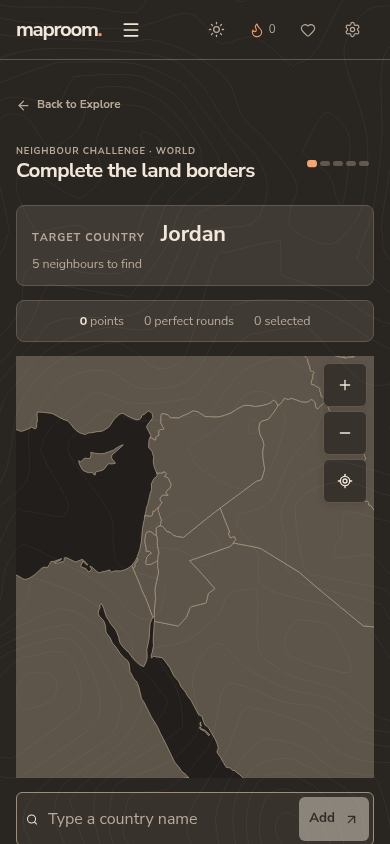 maproom.
0
Back to Explore
NEIGHBOUR CHALLENGE · WORLD
Complete the land borders
TARGET COUNTRY Jordan
5 neighbours to find
0 points 0 perfect rounds 0 selected
+
−
Type a country name
Add